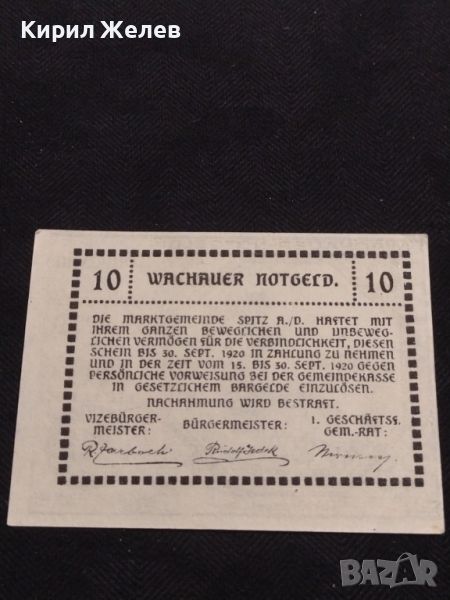 Кирил Желев
10 WACHAUER NOTGELD. 10
DIE MARKTGEMEINDE SPITZ A./D. HAFTET MIT
IHREM GANZEN BEWEGLICHEN UND UNBEWEG-
LICHEN VERMÖGEN FÜR DIE VERBINDLICHKEIT, DIESEN
SCHEIN BIS 30. SEPT. 1920 IN ZAHLUNG ZU NEHMEN
UND IN DER ZEIT VOM 15. BIS 30. SEPT. 1920 GEGEN
PERSÖNLICHE VORWEISUNG BEI DER GEMEINDEKASSE
IN GESETZLICHEM BARGELDE EINZULÖSEN.
NACHAHMUNG WIRD BESTRAFT.
VIZEBÜRGER-
MEISTER:
BÜRGERMEISTER:
1. GESCHÄFTSF.
GEM.-RAT:
BAZAR